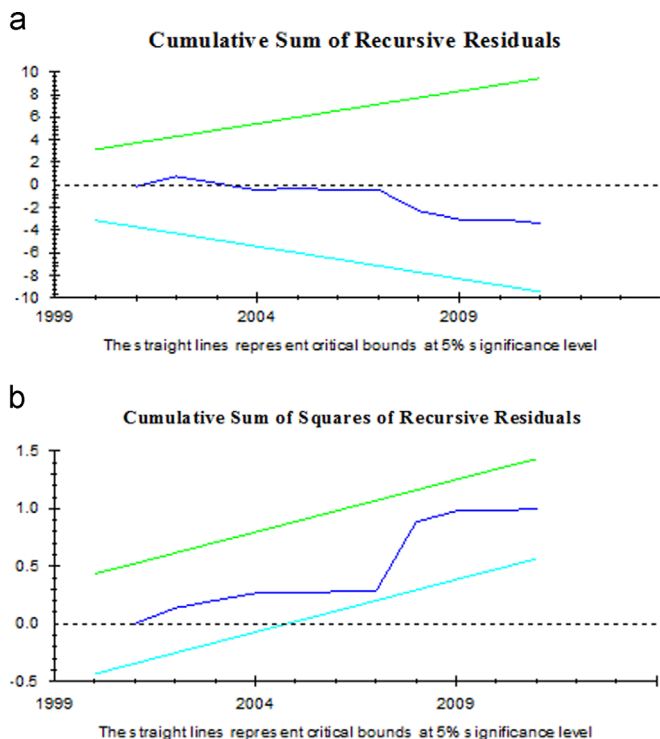 a
Cumulative Sum of Recursive Residuals
10
8
6
4
2
0
-2
-4
-6
-8
-10
1999 2004 2009
The straight lines represent critical bounds at 5% significance level
b
Cumulative Sum of Squares of Recursive Residuals
1.5
1.0
0.5
0.0
-0.5
1999 2004 2009
The straight lines represent critical bounds at 5% significance level